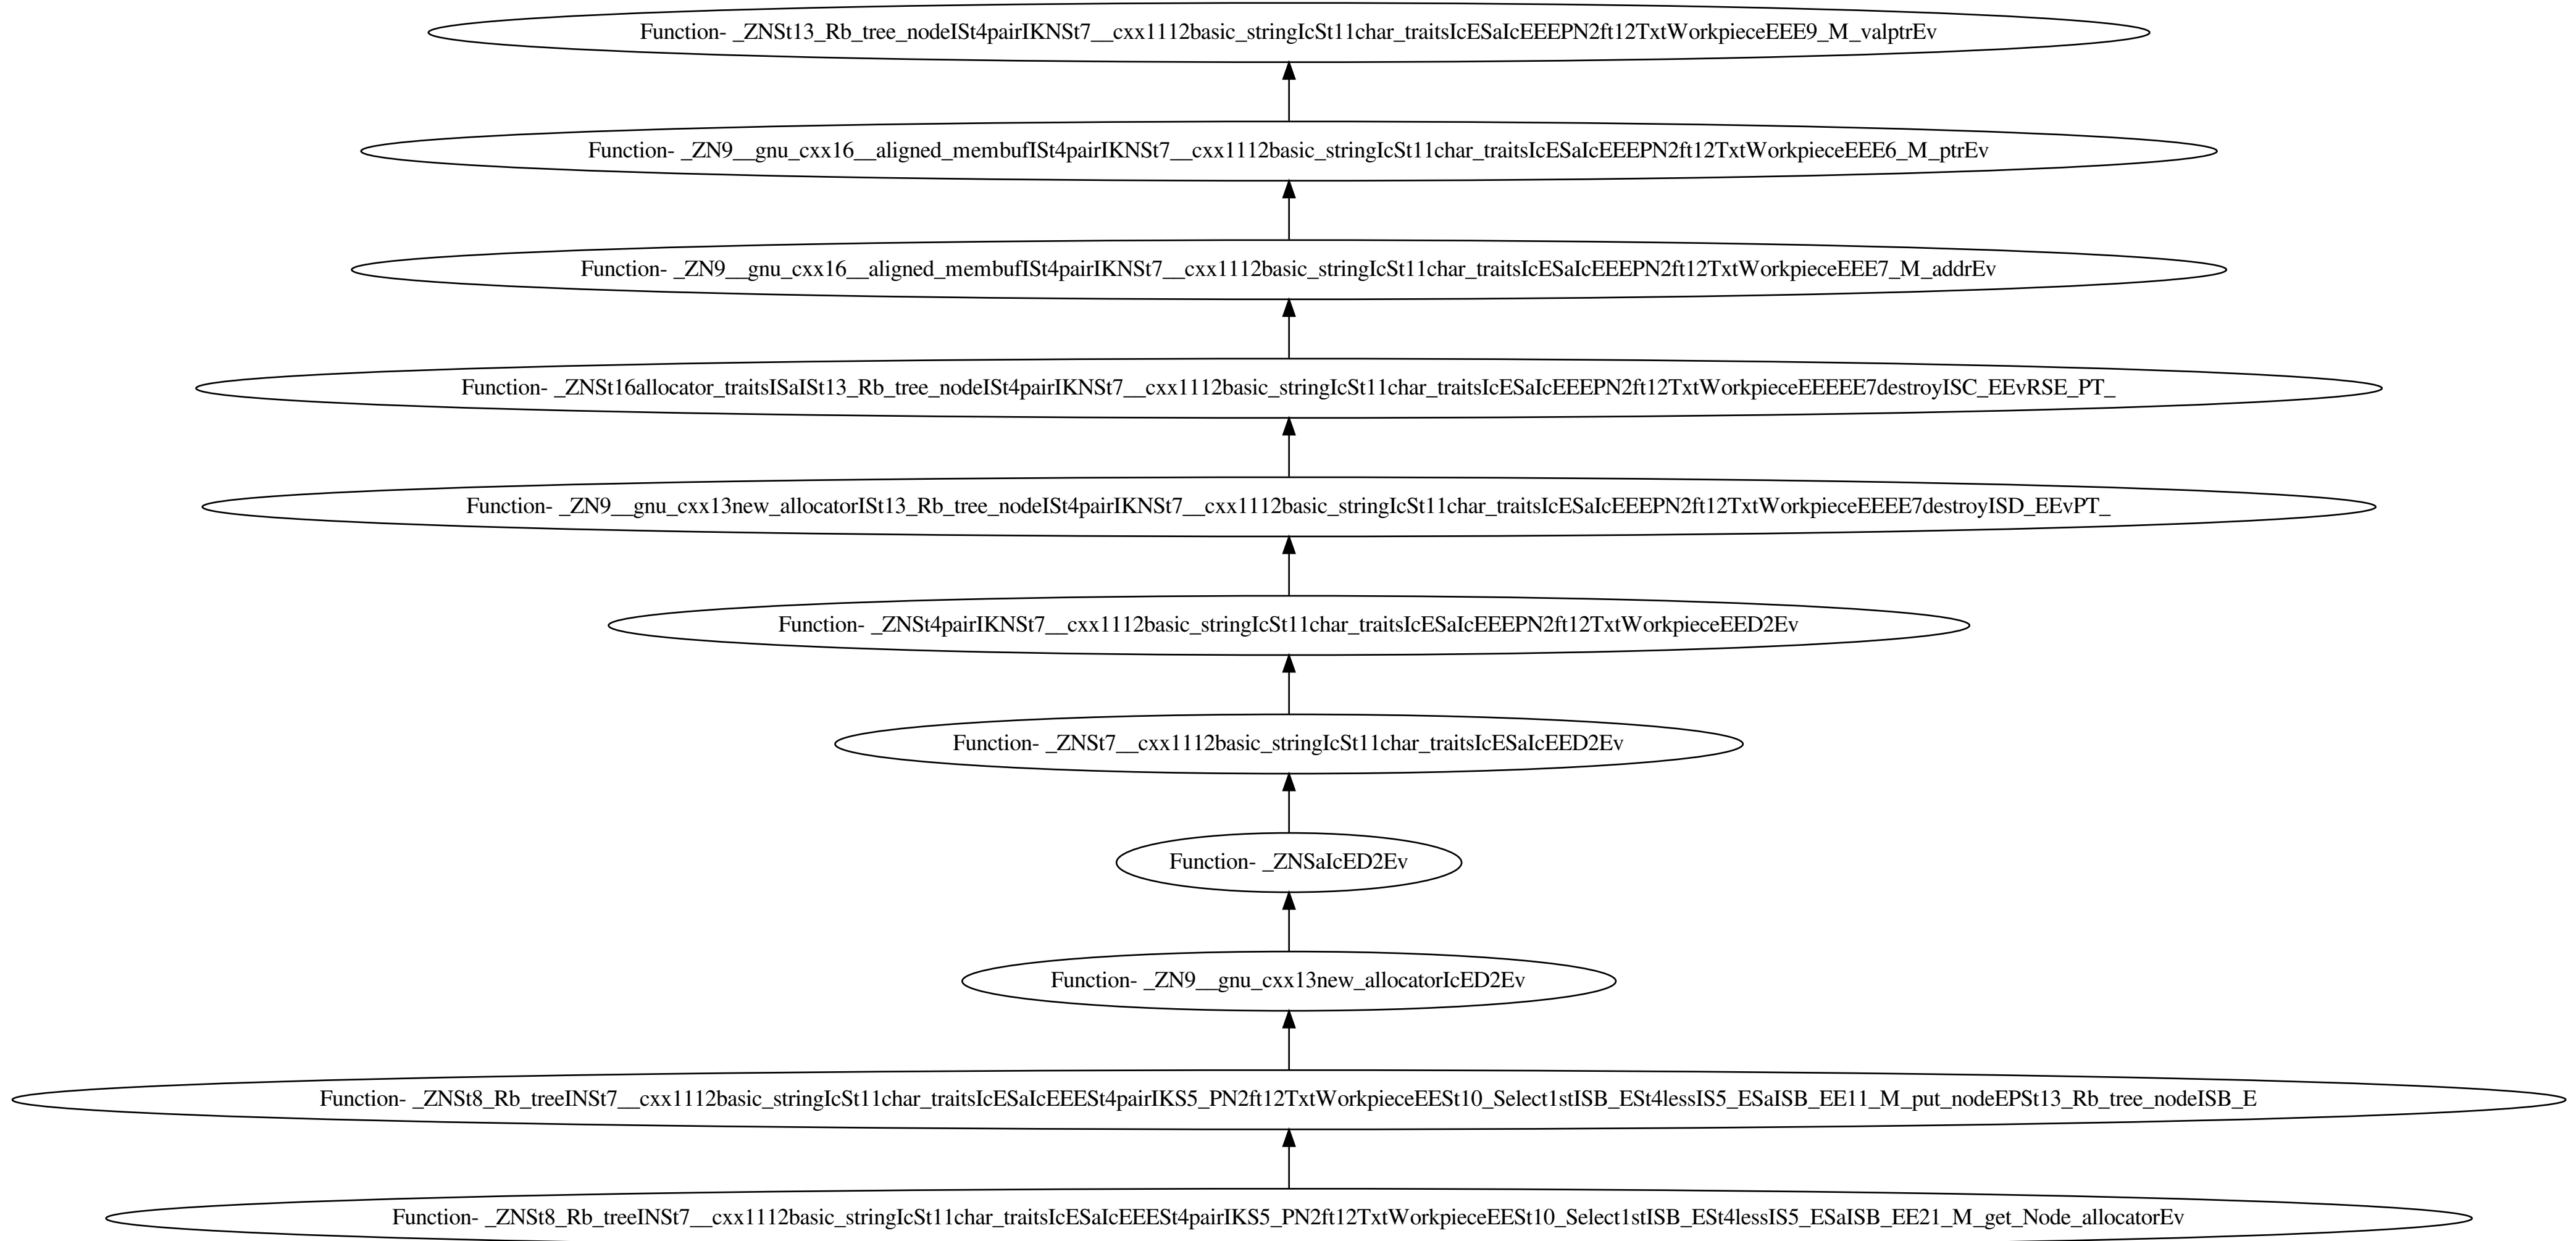 Function- _ZNSt13_Rb_tree_nodeISt4pairIKNSt7__cxx1112basic_stringIcSt11char_traitsIcESaIcEEEPN2ft12TxtWorkpieceEEE9_M_valptrEv
Function- _ZN9__gnu_cxx16__aligned_membufISt4pairIKNSt7__cxx1112basic_stringIcSt11char_traitsIcESaIcEEEPN2ft12TxtWorkpieceEEE6_M_ptrEv
Function- _ZN9__gnu_cxx16__aligned_membufISt4pairIKNSt7__cxx1112basic_stringIcSt11char_traitsIcESaIcEEEPN2ft12TxtWorkpieceEEE7_M_addrEv
Function- _ZNSt16allocator_traitsISaISt13_Rb_tree_nodeISt4pairIKNSt7__cxx1112basic_stringIcSt11char_traitsIcESaIcEEEPN2ft12TxtWorkpieceEEEEE7destroyISC_EEvRSE_PT_
Function- _ZN9__gnu_cxx13new_allocatorISt13_Rb_tree_nodeISt4pairIKNSt7__cxx1112basic_stringIcSt11char_traitsIcESaIcEEEPN2ft12TxtWorkpieceEEEE7destroyISD_EEvPT_
Function- _ZNSt4pairIKNSt7__cxx1112basic_stringIcSt11char_traitsIcESaIcEEEPN2ft12TxtWorkpieceEED2Ev
Function- _ZNSt7__cxx1112basic_stringIcSt11char_traitsIcESaIcEED2Ev
Function- _ZNSaIcED2Ev
Function- _ZN9__gnu_cxx13new_allocatorIcED2Ev
Function- _ZNSt8_Rb_treeINSt7__cxx1112basic_stringIcSt11char_traitsIcESaIcEEESt4pairIKS5_PN2ft12TxtWorkpieceEESt10_Select1stISB_ESt4lessIS5_ESaISB_EE11_M_put_nodeEPSt13_Rb_tree_nodeISB_E
Function- _ZNSt8_Rb_treeINSt7__cxx1112basic_stringIcSt11char_traitsIcESaIcEEESt4pairIKS5_PN2ft12TxtWorkpieceEESt10_Select1stISB_ESt4lessIS5_ESaISB_EE21_M_get_Node_allocatorEv